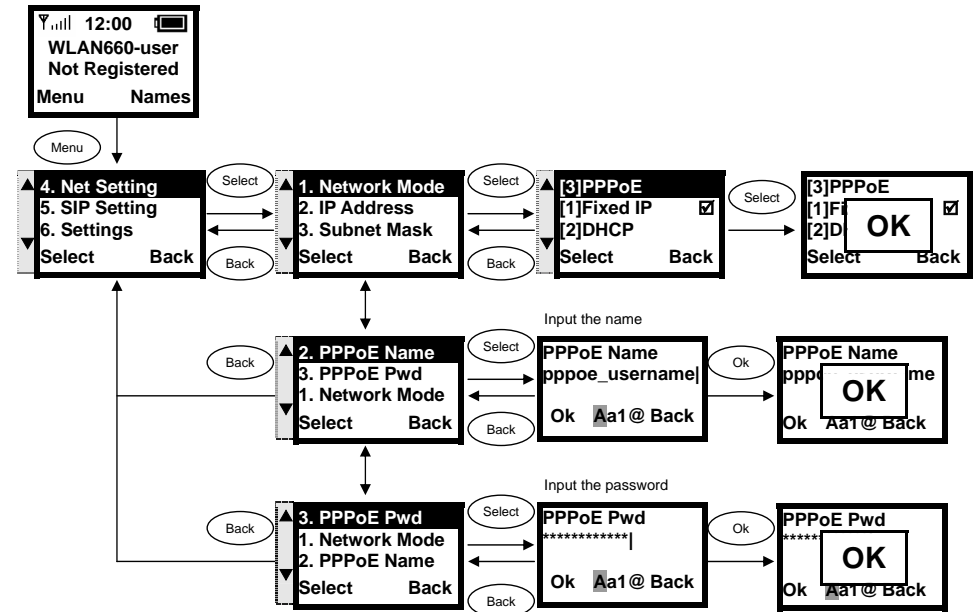 12:00
WLAN660-user
Not Registered
Menu Names
Menu
4. Net Setting
5. SIP Setting
6. Settings
Select Back
Select
Back
1. Network Mode
2. IP Address
3. Subnet Mask
Select Back
Select
Back
[3]PPPoE
[1]Fixed IP
[2]DHCP
Select Back
Select
[3]PPPoE
[1]Fi
[2]D
OK
Select Back
Back
2. PPPoE Name
3. PPPoE Pwd
1. Network Mode
Select Back
Select
Back
Input the name
PPPoE Name
pppoe_username|
Ok Aa1@ Back
Ok
PPPoE Name
pppo me
OK
Ok Aa1@ Back
Back
3. PPPoE Pwd
1. Network Mode
2. PPPoE Name
Select Back
Select
Back
Input the password
PPPoE Pwd
************|
Ok Aa1@ Back
Ok
PPPoE Pwd
*****
OK
Ok Aa1@ Back